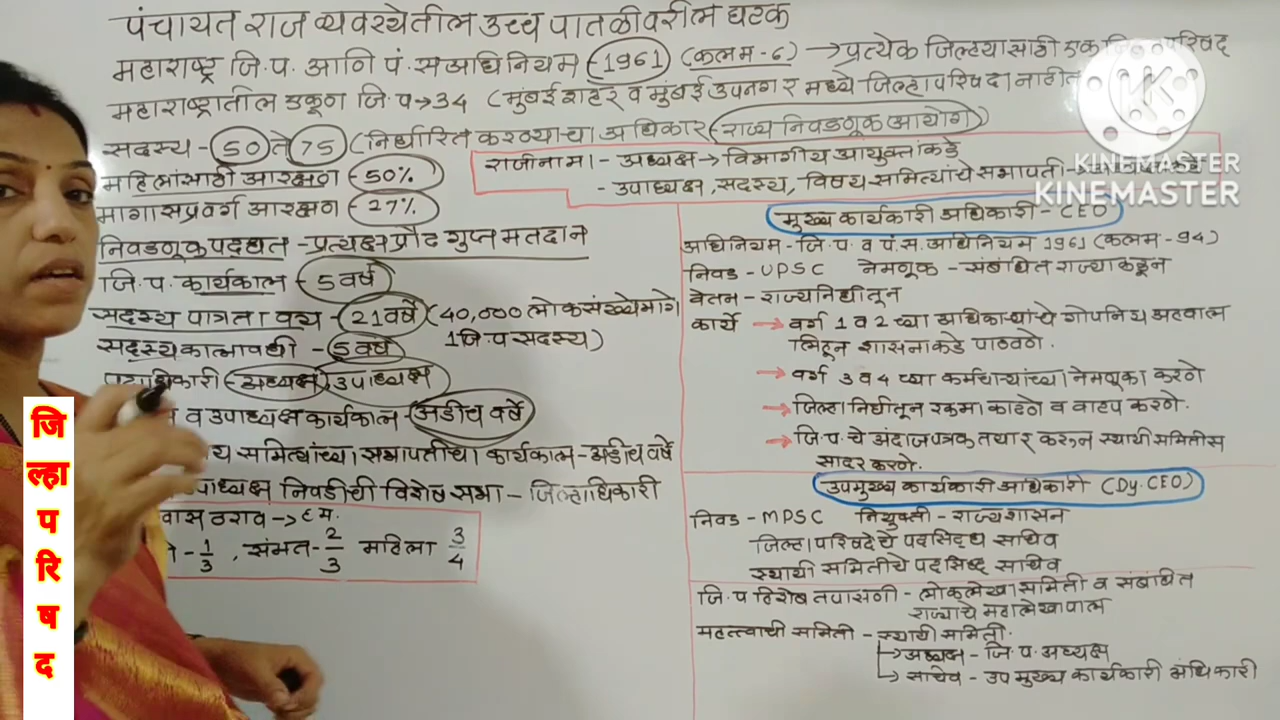 पंचायत राज व्यवस्थेतील उच्च पातळीवरील घटक
महाराष्ट्र जि.प. आणि पं.स अधिनियम - 1961 (कलम-6) → प्रत्येक जिल्ह्यासाठी एक परिषद
महाराष्ट्रातील एकूण जि.प → 34 (मुंबई शहर व मुंबई उपनगर मध्ये जिल्हा परिषदा नाहीत
सदस्य - 50 ते 75 (निर्धारित करण्याचा अधिकार - राज्य निवडणूक आयोग)
महिलांसाठी आरक्षण - 50%
मागासप्रवर्ग आरक्षण - 27%
निवडणूक पद्धत - प्रत्यक्ष प्रौढ गुप्त मतदान
जि.प. कार्यकाल - 5 वर्षे
सदस्य पात्रता वय - 21 वर्षे (40,000 लोकसंख्येमागे
1 जि.प सदस्य)
सदस्य कालावधी - 5 वर्षे
पदाधिकारी - अध्यक्ष, उपाध्यक्ष
व उपाध्यक्ष कार्यकाल - अडीच वर्षे
समित्यांच्या सभापतीचा कार्यकाल - अडीच वर्षे
निवडीची विशेष सभा - जिल्हाधिकारी
ठराव → ६ म.
- 1/3, संमत - 2/3 महिला 3/4
राजीनामा - अध्यक्ष → विभागीय आयुक्तांकडे
- उपाध्यक्ष, सदस्य, विषय समित्यांचे सभापती -
मुख्य कार्यकारी अधिकारी - CEO
अधिनियम - जि.प. व पं.स. अधिनियम 1961 (कलम - 94)
निवड - UPSC नेमणूक - संबंधित राज्याकडून
वेतन - राज्यनिधीतून
कार्ये → वर्ग 1 व 2 च्या अधिकाऱ्यांचे गोपनिय अहवाल
लिहून शासनाकडे पाठवणे.
→ वर्ग 3 व 4 च्या कर्मचाऱ्यांच्या नेमणूका करणे
→ जिल्हा निधीतून रकमा काढणे व वाटप करणे.
→ जि.प. चे अंदाजपत्रक तयार करून स्थायी समितीस
सादर करणे.
उपमुख्य कार्यकारी अधिकारी (Dy. CEO)
निवड - MPSC नियुक्ती - राज्यशासन
जिल्हा परिषदेचे पदसिद्ध सचिव
स्थायी समितीचे पदसिद्ध सचिव
जि.प विशेष तपासणी - लोकलेखा समिती व संबंधित
राज्याचे महालेखापाल
महत्त्वाची समिती - स्थायी समिती.
→ अध्यक्ष - जि.प. अध्यक्ष
→ सचिव - उपमुख्य कार्यकारी अधिकारी
KINEMASTER
KINEMASTER
जि
ल्हा
प
रि
ष
द